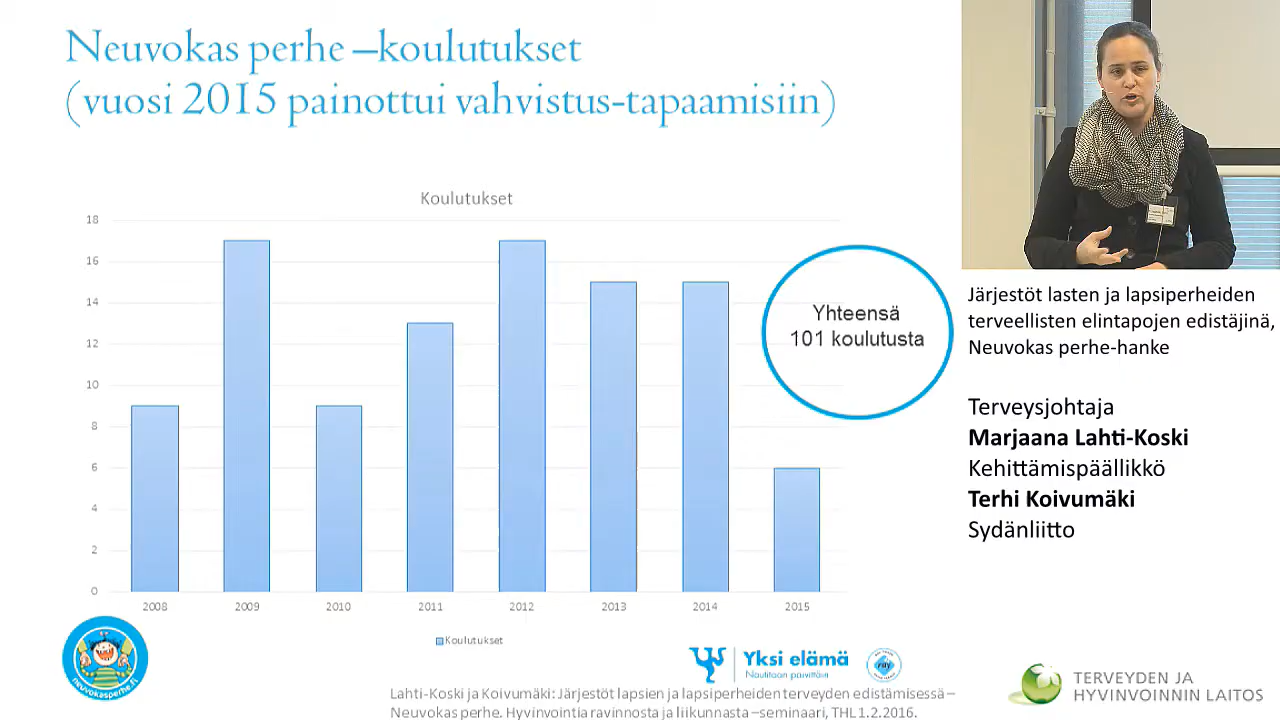 Neuvokas perhe –koulutukset
(vuosi 2015 painottui vahvistus-tapaamisiin)
Koulutukset
18
16
14
12
10
8
6
4
2
0
2008
2009
2010
2011
2012
2013
2014
2015
Koulutukset
Yhteensä
101 koulutusta
neuvokasperhe.fi
Yksi elämä
Nautitaan päivittäin
Lahti-Koski ja Koivumäki: Järjestöt lapsien ja lapsiperheiden terveyden edistämisessä –
Neuvokas perhe. Hyvinvointia ravinnosta ja liikunnasta –seminaari, THL 1.2.2016.
Järjestöt lasten ja lapsiperheiden
terveellisten elintapojen edistäjinä,
Neuvokas perhe-hanke
Terveysjohtaja
Marjaana Lahti-Koski
Kehittämispäällikkö
Terhi Koivumäki
Sydänliitto
TERVEYDEN JA
HYVINVOINNIN LAITOS